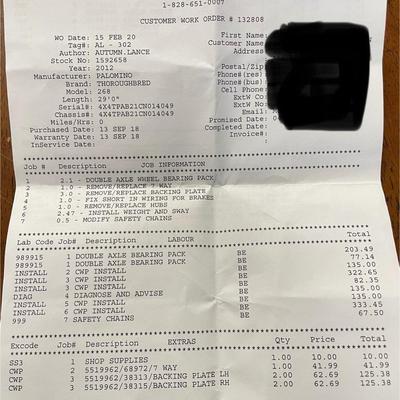 1-828-651-0007
CUSTOMER WORK ORDER # 132808
WO Date: 15 FEB 20 First Name:
Tag#: AL - 302 Customer Name:
Author: AUTUMN.LANCE Address:
Stock No: 1592658
Year: 2012 Postal/Zip
Manufacturer: PALOMINO Phone#(res)
Brand: THOROUGHBRED Phone#(bus)
Model: 268 Cell Phone:
Length: 29'0" ExtW Co
Serial#: 4X4TPAB21CN014049 ExtW No
Chassis#: 4X4TPAB21CN014049 ExtW Ex
Miles/Hrs: 0 Promised Date:
Purchased Date: 13 SEP 18 Completed Date:
Warranty Date: 13 SEP 18 Invoice#:
InService Date:
Job # Description JOB INFORMATION
1 2.1 - DOUBLE AXLE WHEEL BEARING PACK
2 1.0 - REMOVE/REPLACE 7 WAY
3 3.0 - REMOVE/REPLACE BACKING PLATE
4 3.0 - FIX SHORT IN WIRING FOR BRAKES
5 1.0 - REMOVE/REPLACE HUBS
6 2.47 - INSTALL WEIGHT AND SWAY
7 0.5 - MODIFY SAFETY CHAINS
Lab Code Job# Description LABOUR Total
989915 1 DOUBLE AXLE BEARING PACK BE 203.49
989915 1 DOUBLE AXLE BEARING PACK BE 77.14
INSTALL 2 CWP INSTALL BE 135.00
INSTALL 3 CWP INSTALL BE 322.65
INSTALL 3 CWP INSTALL BE 82.35
DIAG 4 DIAGNOSE AND ADVISE BE 135.00
INSTALL 5 CWP INSTALL BE 135.00
INSTALL 6 CWP INSTALL BE 333.45
999 7 SAFETY CHAINS BE 67.50
Excode Job# Description EXTRAS Qty Price Total
SS3 1 SHOP SUPPLIES 1.00 10.00 10.00
CWP 2 5519962/68972/7 WAY 1.00 41.99 41.99
CWP 3 5519962/38313/BACKING PLATE LH 2.00 62.69 125.38
CWP 3 5519962/38315/BACKING PLATE RH 2.00 62.69 125.38